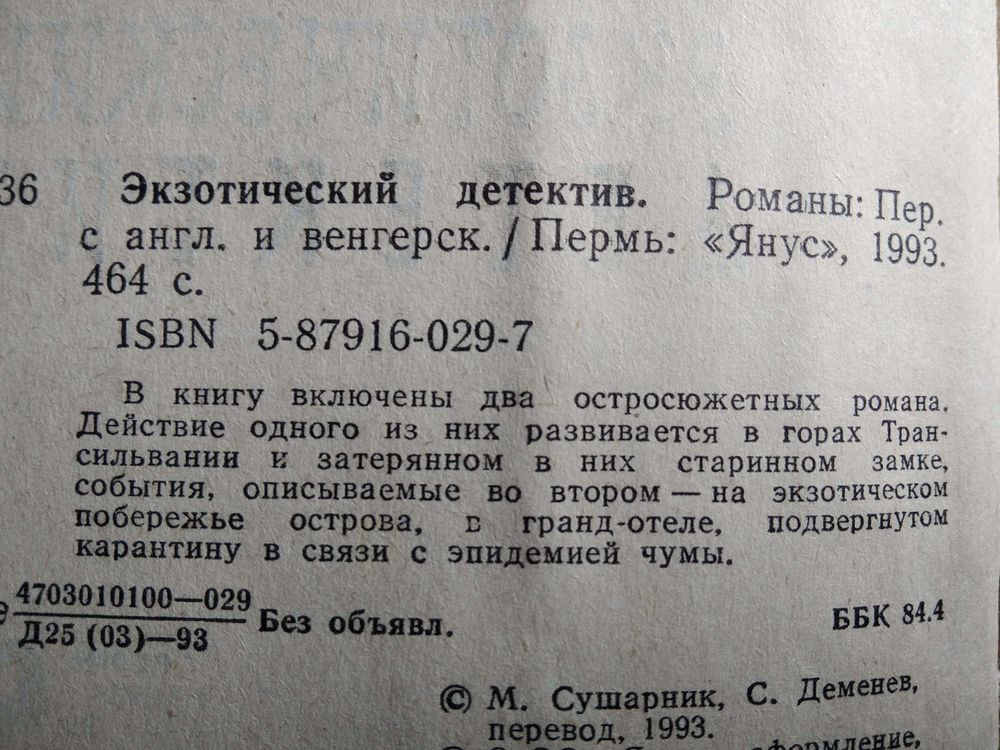 36 Экзотический детектив. Романы: Пер.
с англ. и венгерск. / Пермь: «Янус», 1993.
464 с.
ISBN 5-87916-029-7
В книгу включены два остросюжетных романа.
Действие одного из них развивается в горах Тран-
сильвании и затерянном в них старинном замке,
события, описываемые во втором — на экзотическом
побережье острова, в гранд-отеле, подвергнутом
карантину в связи с эпидемией чумы.
4703010100—029
Д25 (03)—93
Без объявл.
ББК 84.4
© М. Сушарник, С. Деменев,
перевод, 1993.
оформление,